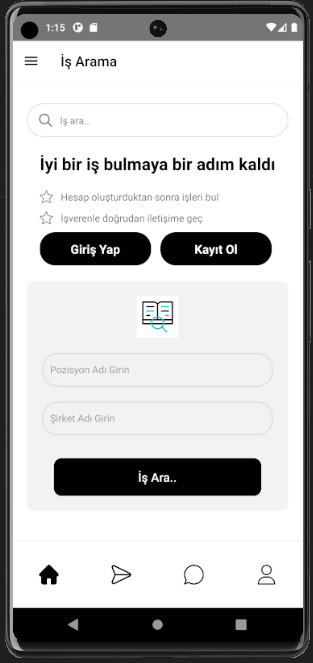 1:15
İş Arama
İş ara..
İyi bir iş bulmaya bir adım kaldı
Hesap oluşturduktan sonra işleri bul
İşverenle doğrudan iletişime geç
Giriş Yap
Kayıt Ol
Pozisyon Adı Girin
Şirket Adı Girin
İş Ara..